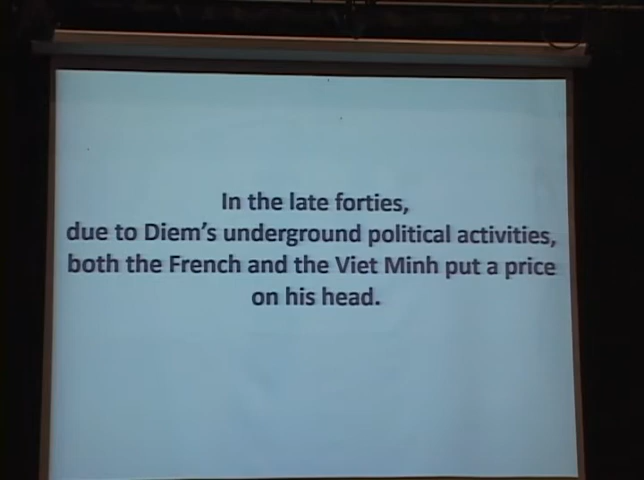 In the late forties,
due to Diem's underground political activities,
both the French and the Viet Minh put a price
on his head.